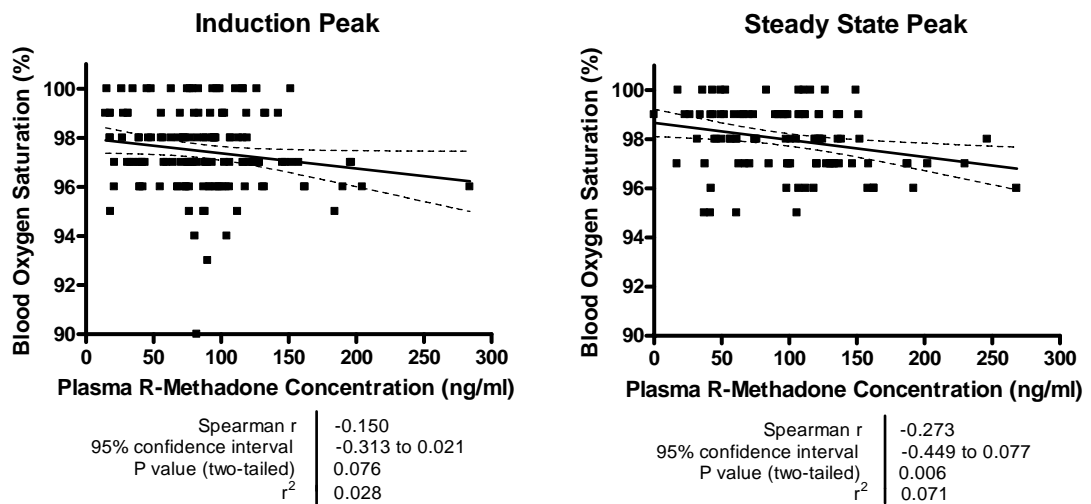 Induction Peak
Blood Oxygen Saturation (%)
100
98
96
94
92
90
0 50 100 150 200 250 300
Plasma R-Methadone Concentration (ng/ml)
Spearman r -0.150
95% confidence interval -0.313 to 0.021
P value (two-tailed) 0.076
r² 0.028
Steady State Peak
Blood Oxygen Saturation (%)
100
98
96
94
92
90
0 50 100 150 200 250 300
Plasma R-Methadone Concentration (ng/ml)
Spearman r -0.273
95% confidence interval -0.449 to 0.077
P value (two-tailed) 0.006
r² 0.071